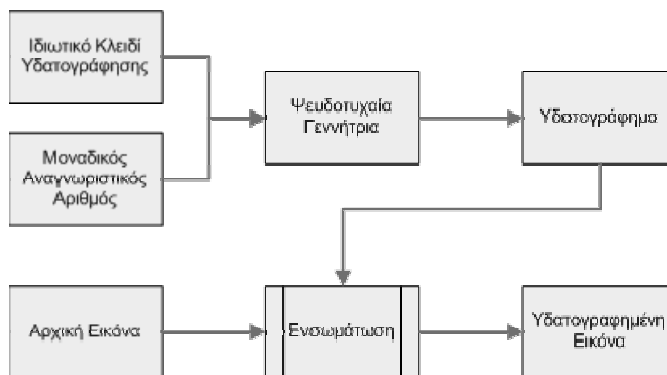 Ιδιωτικό Κλειδί
Υδατογράφησης
Ψευδοτυχαία
Γεννήτρια
Υδατογράφημα
Μοναδικός
Αναγνωριστικός
Αριθμός
Αρχική Εικόνα
Ενσωμάτωση
Υδατογραφημένη
Εικόνα